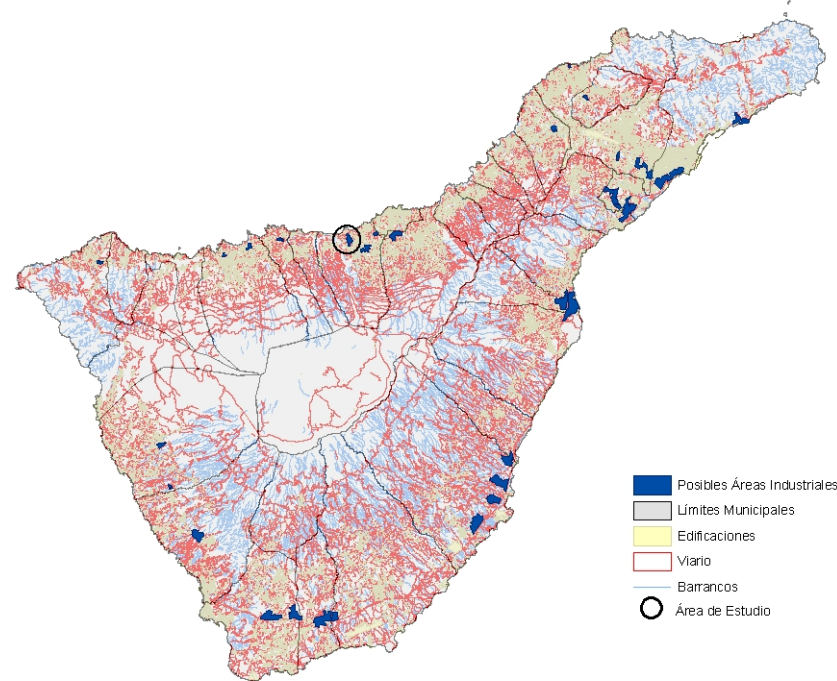 Posibles Áreas Industriales
Límites Municipales
Edificaciones
Viario
Barrancos
Área de Estudio